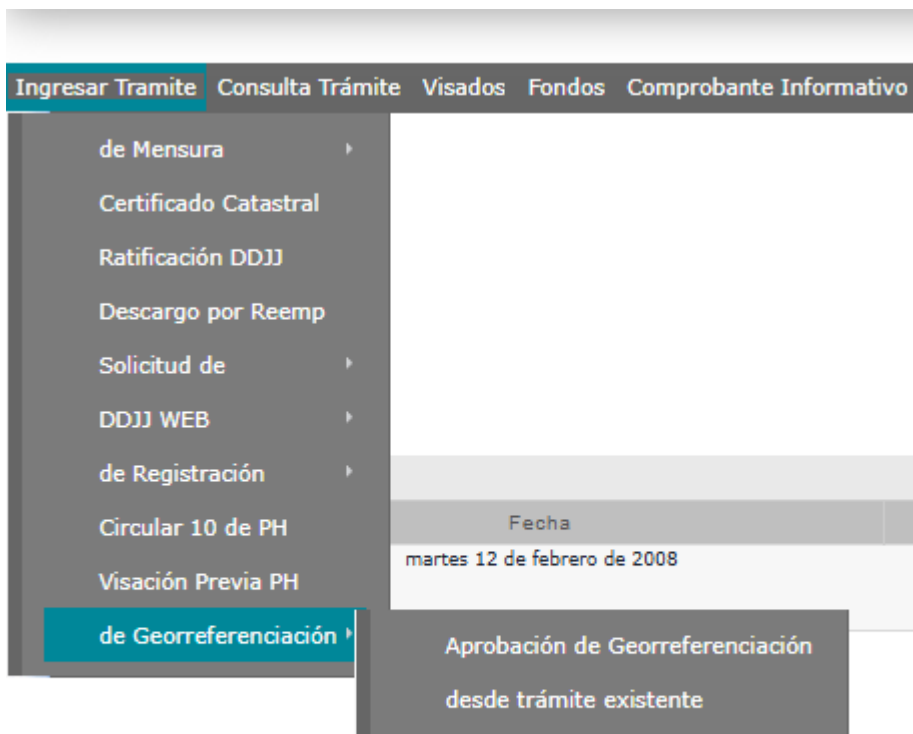 Ingresar Tramite Consulta Trámite Visados Fondos Comprobante Informativo
de Mensura
Certificado Catastral
Ratificación DDJJ
Descargo por Reemp
Solicitud de
DDJJ WEB
de Registración
Circular 10 de PH
Fecha
martes 12 de febrero de 2008
Visación Previa PH
de Georreferenciación
Aprobación de Georreferenciación
desde trámite existente